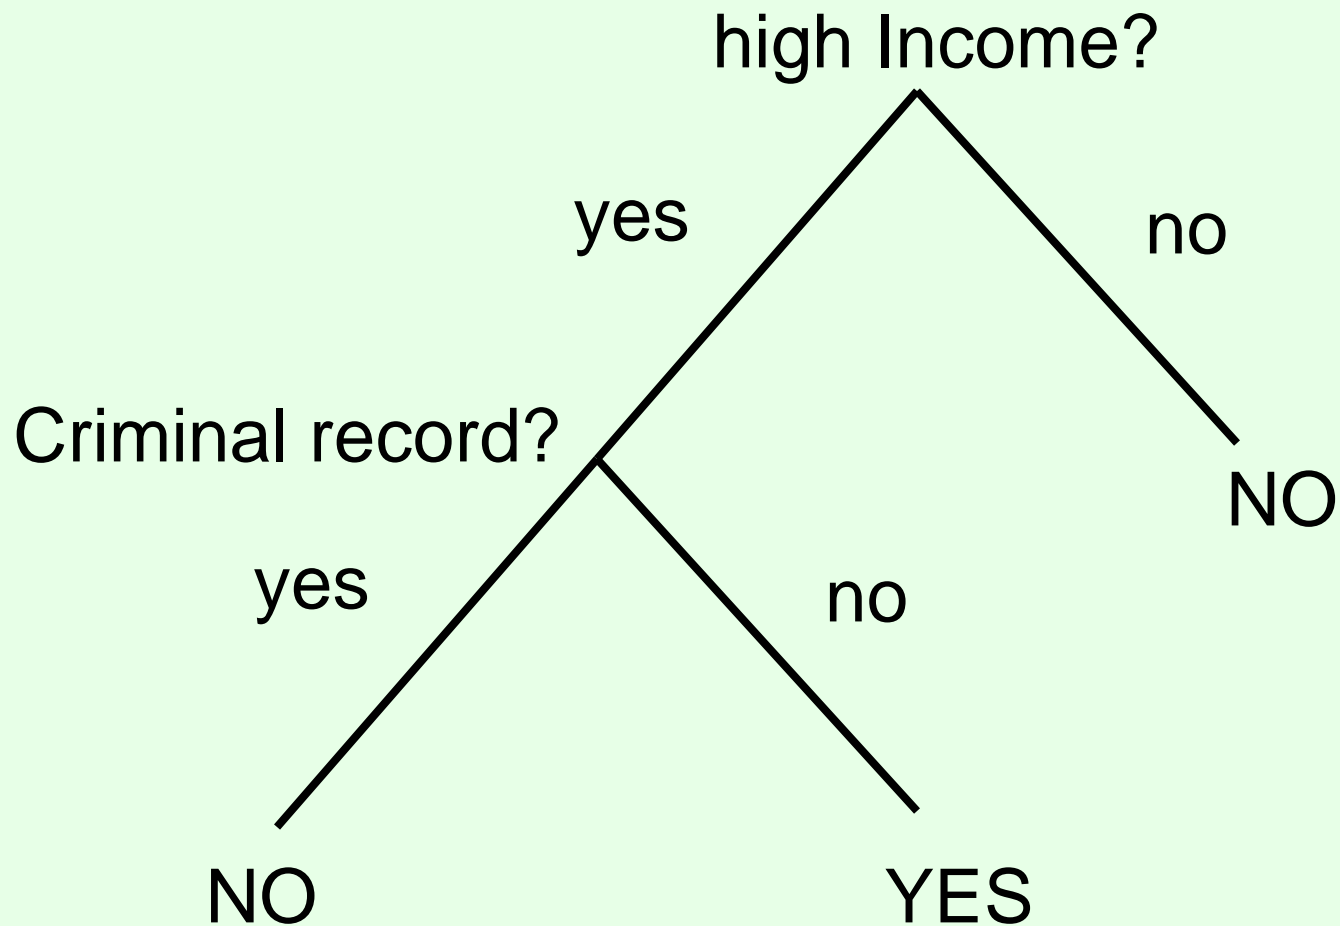 high Income?
yes
no
Criminal record?
NO
yes
no
NO
YES